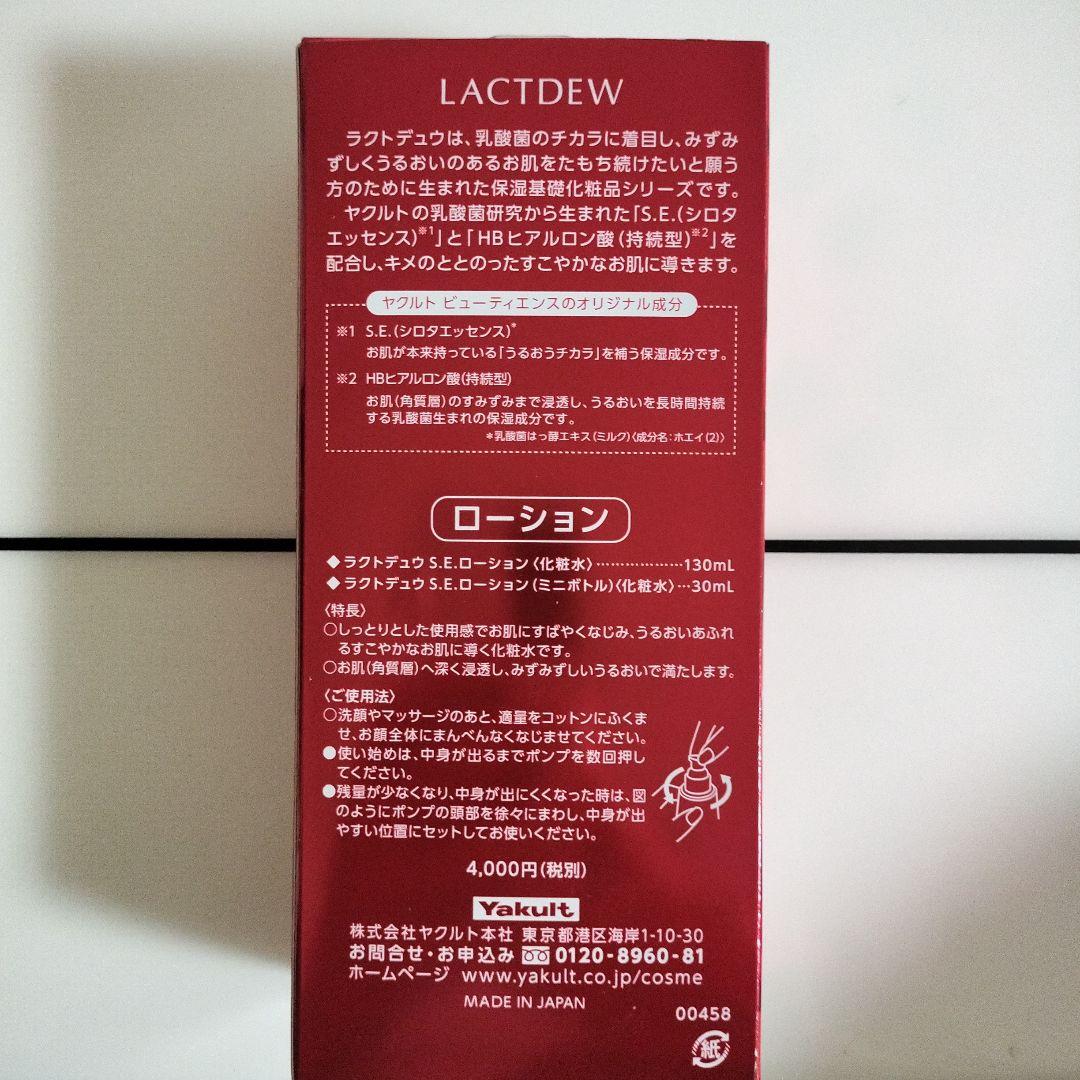 LACTDEW
ラクトデュウは、乳酸菌のチカラに着目し、みずみ
ずしくうるおいのあるお肌をたもち続けたいと願う
方のために生まれた保湿基礎化粧品シリーズです。
ヤクルトの乳酸菌研究から生まれた「S.E.(シロタ
エッセンス)※1」と「HBヒアルロン酸(持続型)※2」を
配合し、キメのととのったすこやかなお肌に導きます。
ヤクルト ビューティエンスのオリジナル成分
※1 S.E.(シロタエッセンス)*
お肌が本来持っている「うるおうチカラ」を補う保湿成分です。
※2 HBヒアルロン酸(持続型)
お肌(角質層)のすみずみまで浸透し、うるおいを長時間持続
する乳酸菌生まれの保湿成分です。
*乳酸菌はっ酵エキス(ミルク)〈成分名:ホエイ(2)〉
ローション
◆ラクトデュウ S.E.ローション〈化粧水〉………………130mL
◆ラクトデュウ S.E.ローション(ミニボトル)〈化粧水〉…30mL
〈特長〉
○しっとりとした使用感でお肌にすばやくなじみ、うるおいあふれ
るすこやかなお肌に導く化粧水です。
○お肌(角質層)へ深く浸透し、みずみずしいうるおいで満たします。
〈ご使用法〉
○洗顔やマッサージのあと、適量をコットンにふくま
せ、お顔全体にまんべんなくなじませてください。
●使い始めは、中身が出るまでポンプを数回押し
てください。
●残量が少なくなり、中身が出にくくなった時は、図
のようにポンプの頭部を徐々にまわし、中身が出
やすい位置にセットしてお使いください。
4,000円(税別)
Yakult
株式会社ヤクルト本社 東京都港区海岸1-10-30
お問合せ・お申込み 0120-8960-81
ホームページ www.yakult.co.jp/cosme
MADE IN JAPAN
00458
紙